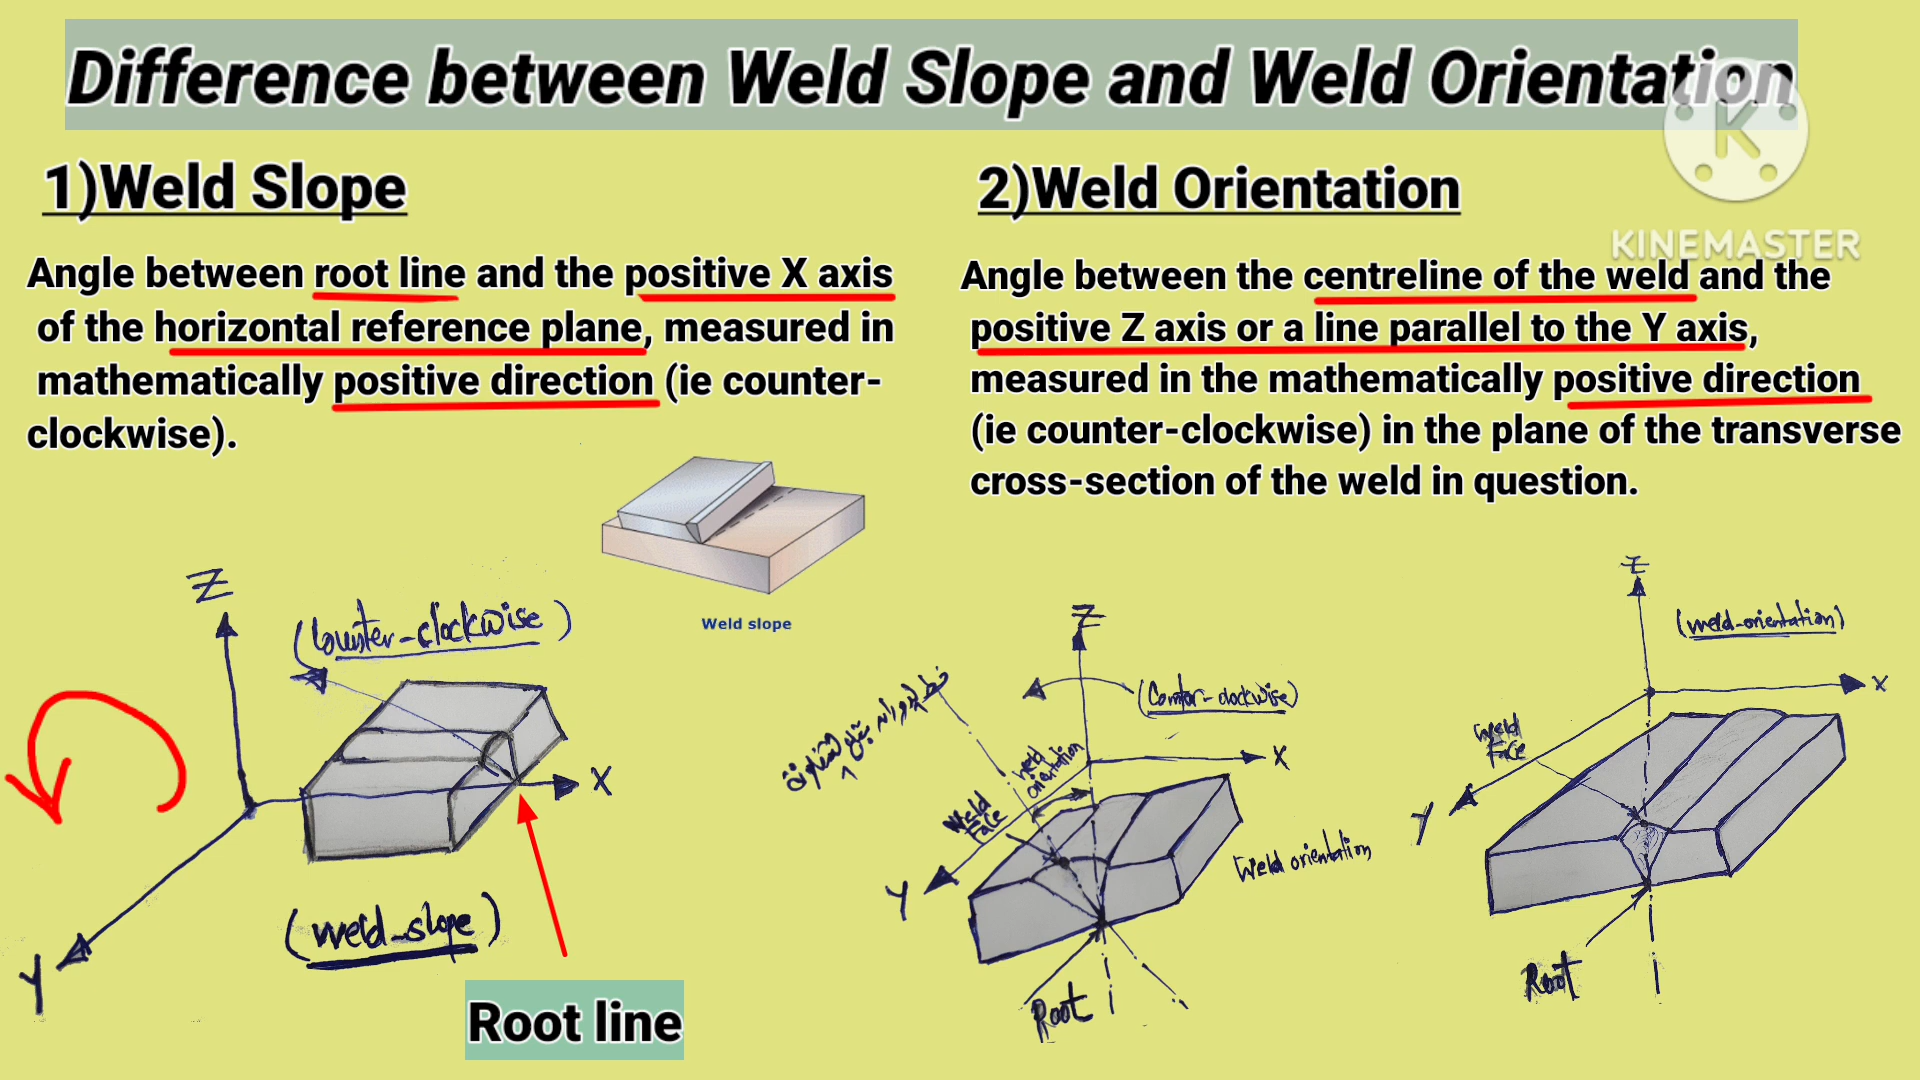 Difference between Weld Slope and Weld Orientation
KINEMASTER
1)Weld Slope
Angle between root line and the positive X axis
of the horizontal reference plane, measured in
mathematically positive direction (ie counter-
clockwise).
Weld slope
Z
(Counter-clockwise)
X
Y
(weld-slope)
Root line
2)Weld Orientation
Angle between the centreline of the weld and the
positive Z axis or a line parallel to the Y axis,
measured in the mathematically positive direction
(ie counter-clockwise) in the plane of the transverse
cross-section of the weld in question.
Z
(Counter-clockwise)
X
Weld
orientation
Weld
Face
Y
Weld orientation
Root
Z
(weld-orientation)
X
Weld
Face
Y
Root